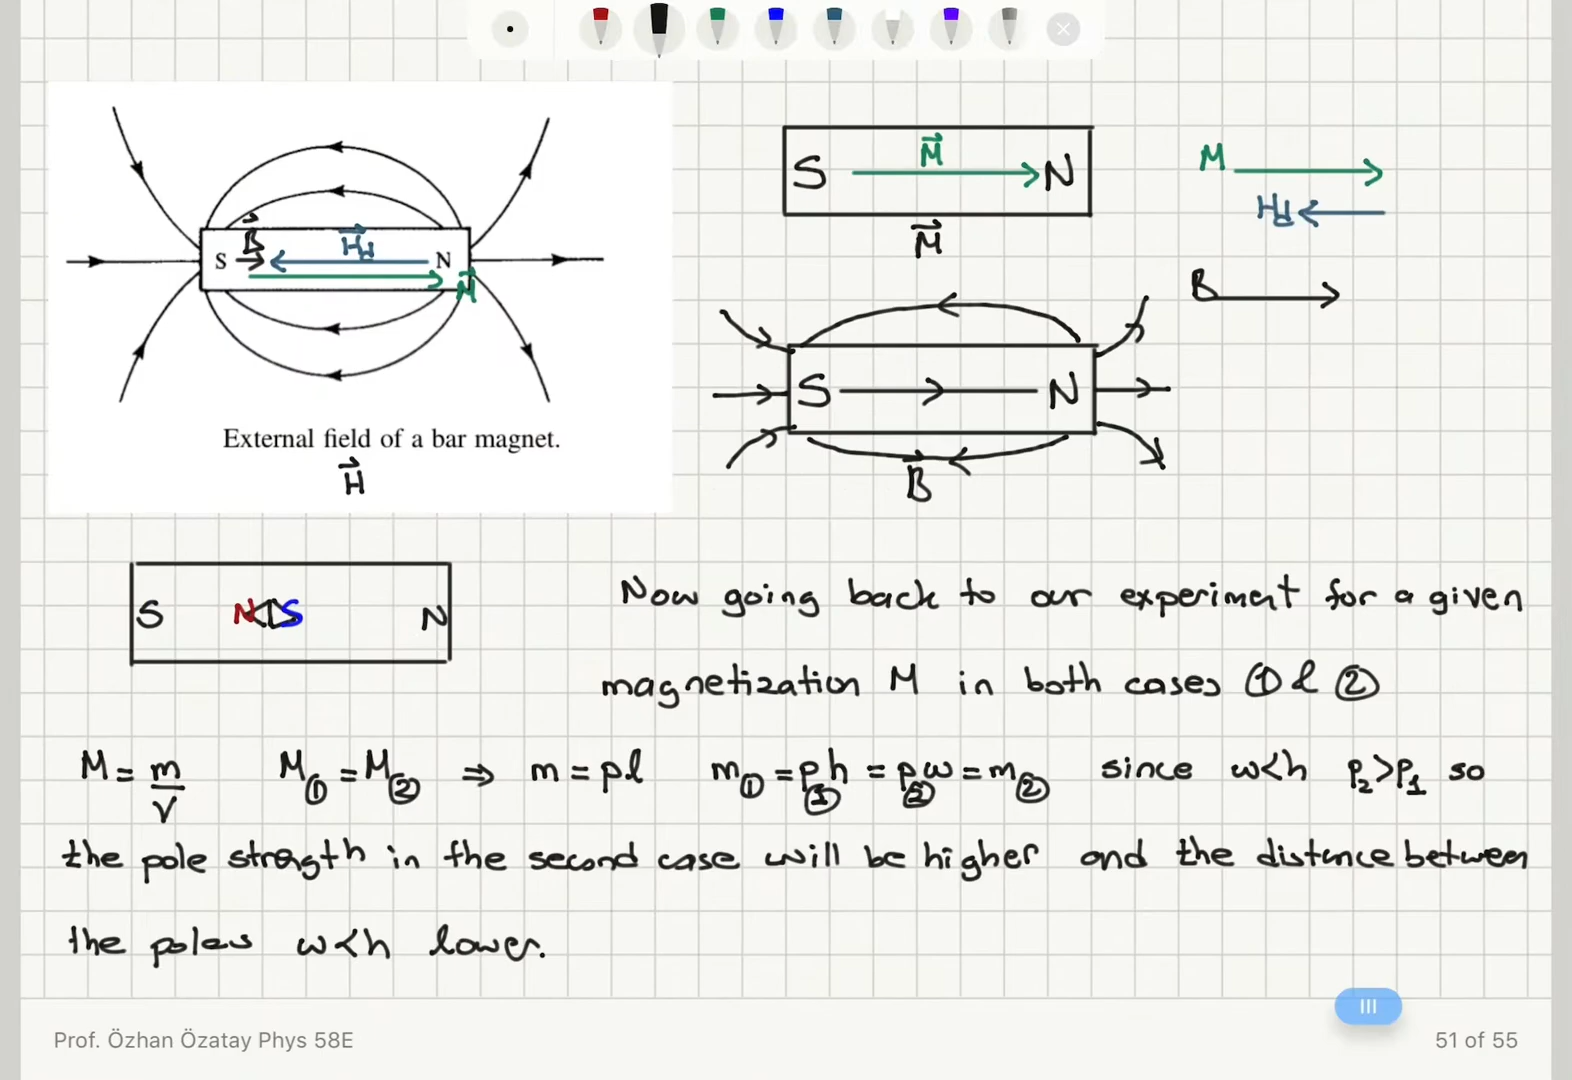 S M⃗ N
M
Hd
B⃗
H⃗d
S
N
M⃗
M⃗
B
S
N
External field of a bar magnet.
H⃗
B⃗
S N S N
Now going back to our experiment for a given
magnetization M in both cases ① & ②
M = m/V M① = M② ⇒ m = pl m① = p①h = p②w = m② since w<h p₂>p₁ so
the pole strength in the second case will be higher and the distance between
the poles w<h lower.
Prof. Özhan Özatay Phys 58E
51 of 55